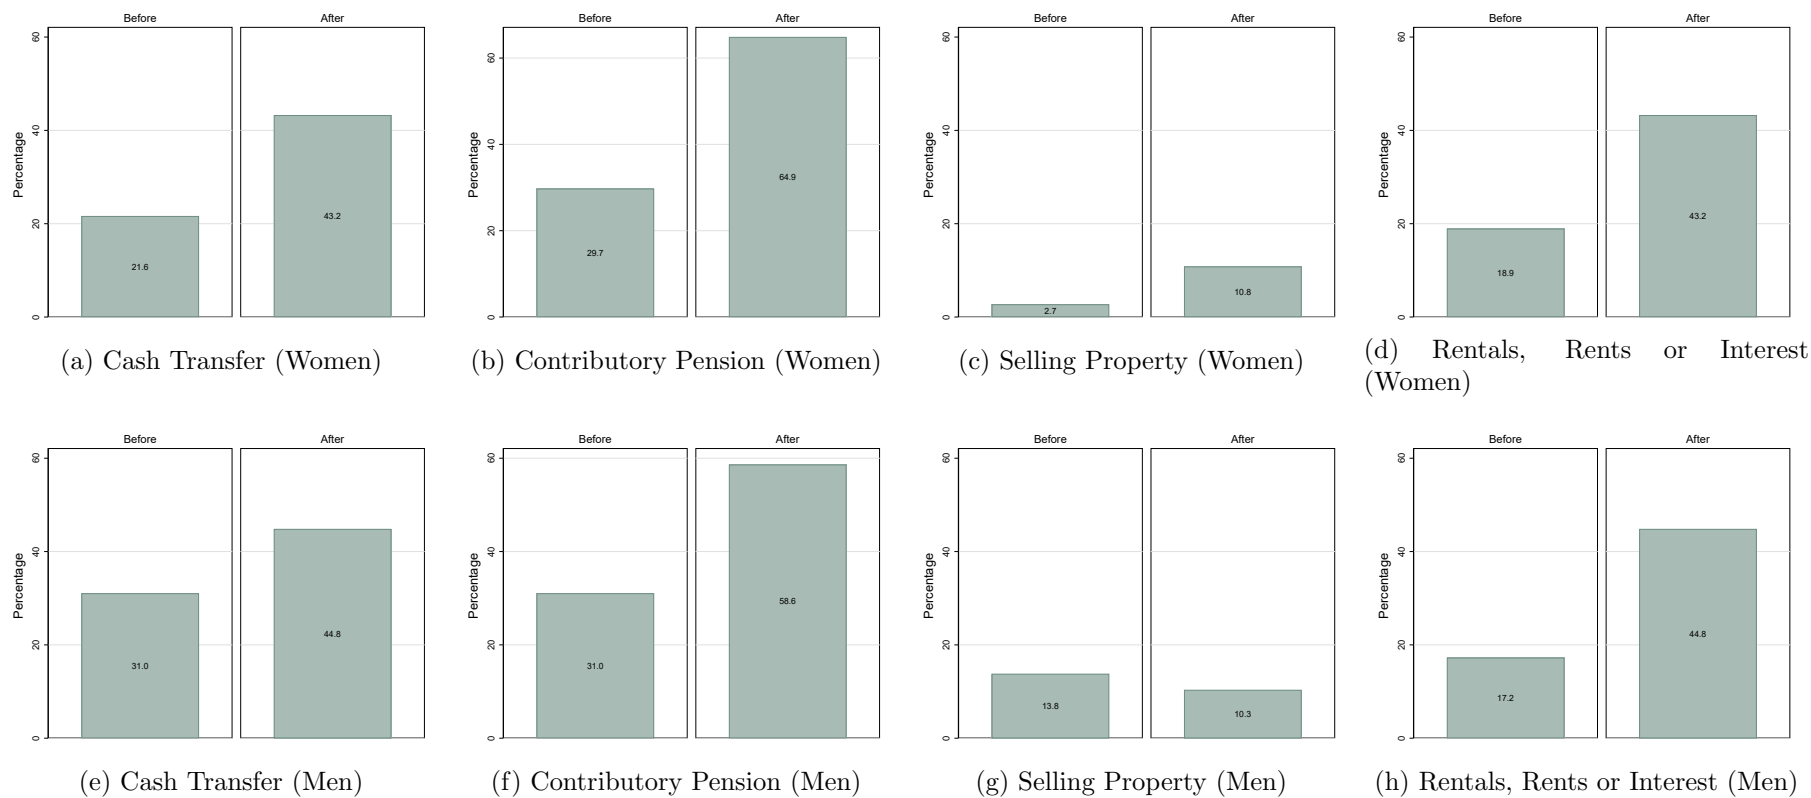 Before After
Percentage
0 20 40 60
21.6
43.2
(a) Cash Transfer (Women)
Before After
Percentage
0 20 40 60
29.7
64.9
(b) Contributory Pension (Women)
Before After
Percentage
0 20 40 60
2.7
10.8
(c) Selling Property (Women)
Before After
Percentage
0 20 40 60
18.9
43.2
(d) Rentals, Rents or Interest
(Women)
Before After
Percentage
0 20 40 60
31.0
44.8
(e) Cash Transfer (Men)
Before After
Percentage
0 20 40 60
31.0
58.6
(f) Contributory Pension (Men)
Before After
Percentage
0 20 40 60
13.8
10.3
(g) Selling Property (Men)
Before After
Percentage
0 20 40 60
17.2
44.8
(h) Rentals, Rents or Interest (Men)